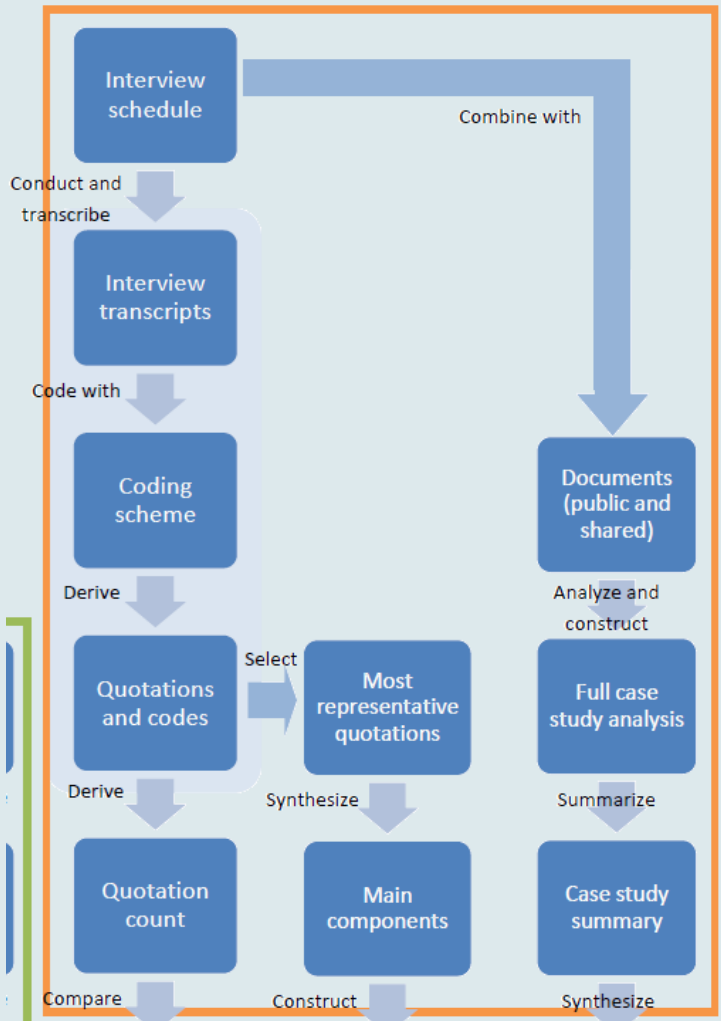 Interview
schedule
Combine with
Conduct and
transcribe
Interview
transcripts
Code with
Coding
scheme
Documents
(public and
shared)
Derive
Analyze and
construct
Quotations
and codes
Select
Most
representative
quotations
Full case
study analysis
Derive
Synthesize
Summarize
Quotation
count
Main
components
Case study
summary
Compare
Construct
Synthesize